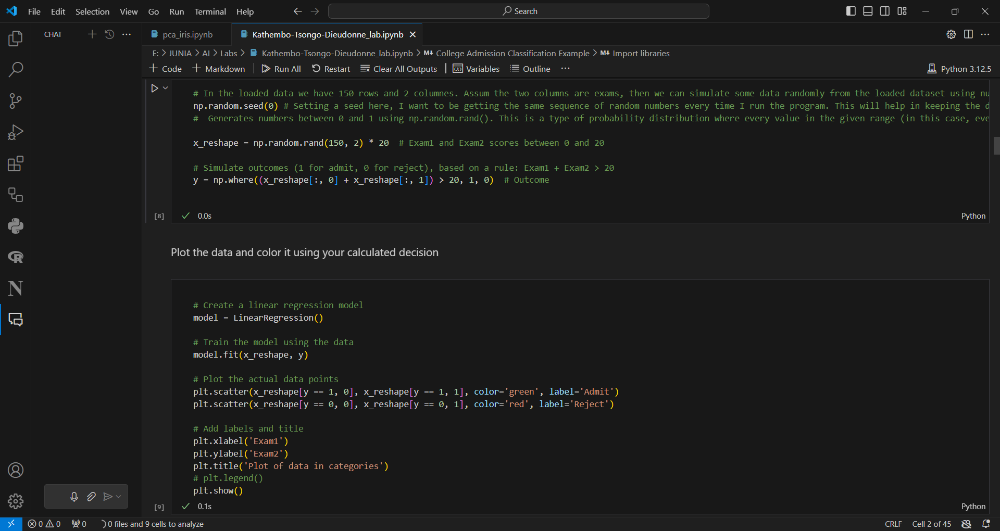 File Edit Selection View Go Run Terminal Help
Search
CHAT
pca_iris.ipynb
Kathembo-Tsongo-Dieudonne_lab.ipynb
E: > JUNIA > AI > Labs > Kathembo-Tsongo-Dieudonne_lab.ipynb > M↓ College Admission Classification Example > M↓ Import libraries
+ Code + Markdown Run All Restart Clear All Outputs Variables Outline ...
Python 3.12.5
# In the loaded data we have 150 rows and 2 columnes. Assum the two columns are exams, then we can simulate some data randomly from the loaded dataset using nu
np.random.seed(0) # Setting a seed here, I want to be getting the same sequence of random numbers every time I run the program. This will help in keeping the d
#  Generates numbers between 0 and 1 using np.random.rand(). This is a type of probability distribution where every value in the given range (in this case, eve
x_reshape = np.random.rand(150, 2) * 20  # Exam1 and Exam2 scores between 0 and 20
# Simulate outcomes (1 for admit, 0 for reject), based on a rule: Exam1 + Exam2 > 20
y = np.where((x_reshape[:, 0] + x_reshape[:, 1]) > 20, 1, 0)  # Outcome
[8] 0.0s
Python
Plot the data and color it using your calculated decision
# Create a linear regression model
model = LinearRegression()
# Train the model using the data
model.fit(x_reshape, y)
# Plot the actual data points
plt.scatter(x_reshape[y == 1, 0], x_reshape[y == 1, 1], color='green', label='Admit')
plt.scatter(x_reshape[y == 0, 0], x_reshape[y == 0, 1], color='red', label='Reject')
# Add labels and title
plt.xlabel('Exam1')
plt.ylabel('Exam2')
plt.title('Plot of data in categories')
# plt.legend()
plt.show()
[9] 0.1s
Python
0 0 0 0 files and 9 cells to analyze
CRLF Cell 2 of 45